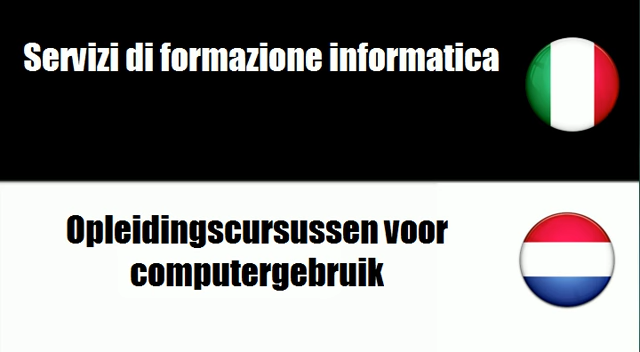 Servizi di formazione informatica
Opleidingscursussen voor
computergebruik